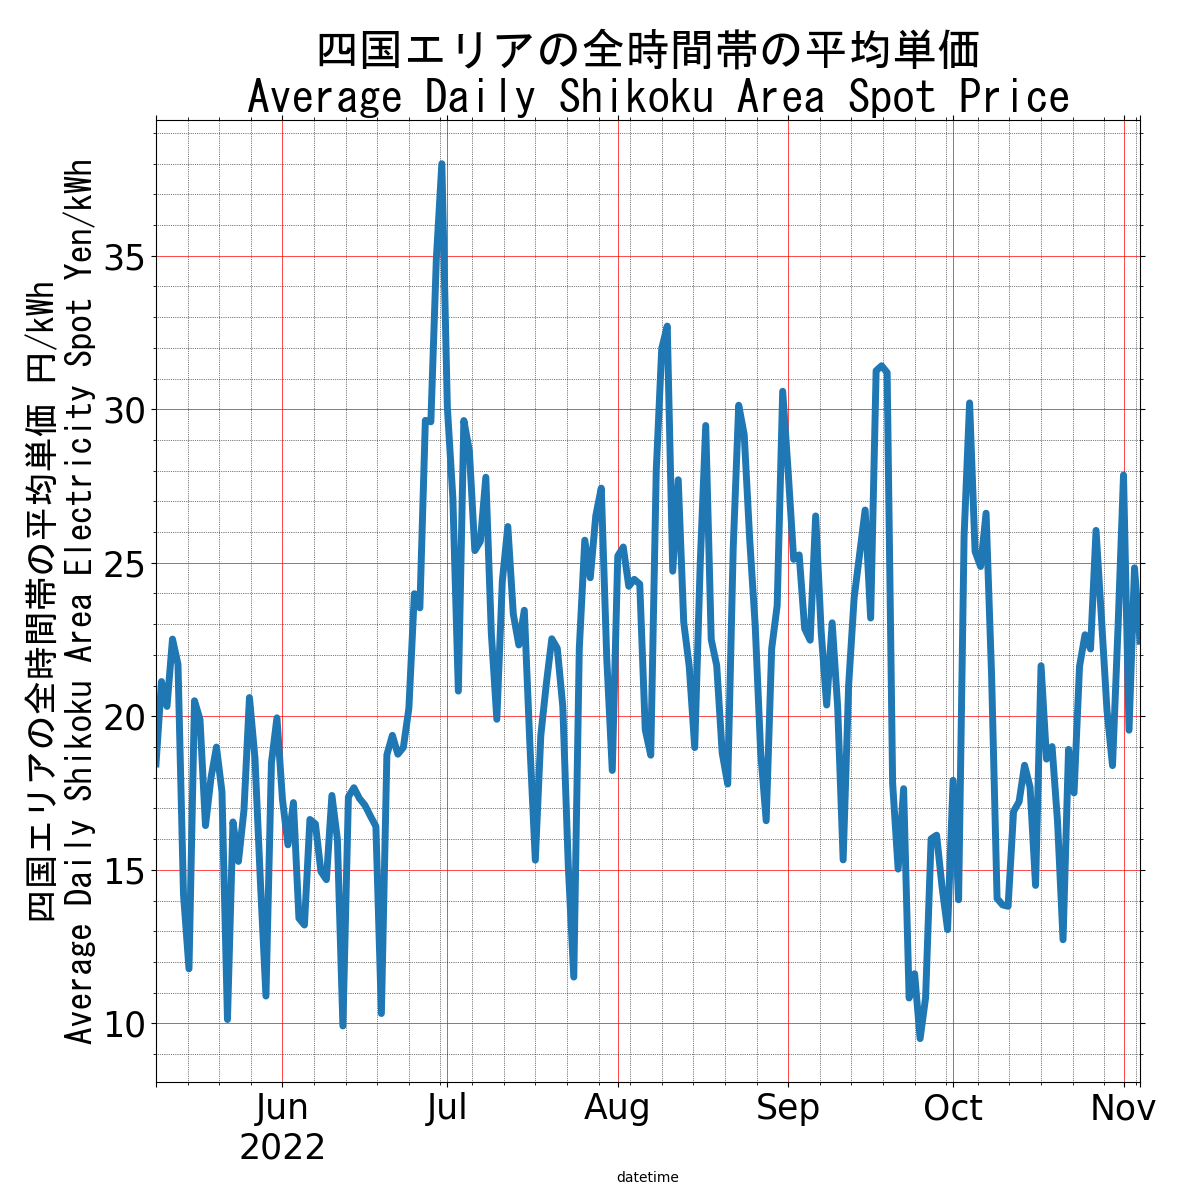 四国エリアの全時間帯の平均単価
Average Daily Shikoku Area Spot Price
四国エリアの全時間帯の平均単価 円/kWh
Average Daily Shikoku Area Electricity Spot Yen/kWh
35
30
25
20
15
10
Jun
2022
Jul
Aug
Sep
Oct
Nov
datetime